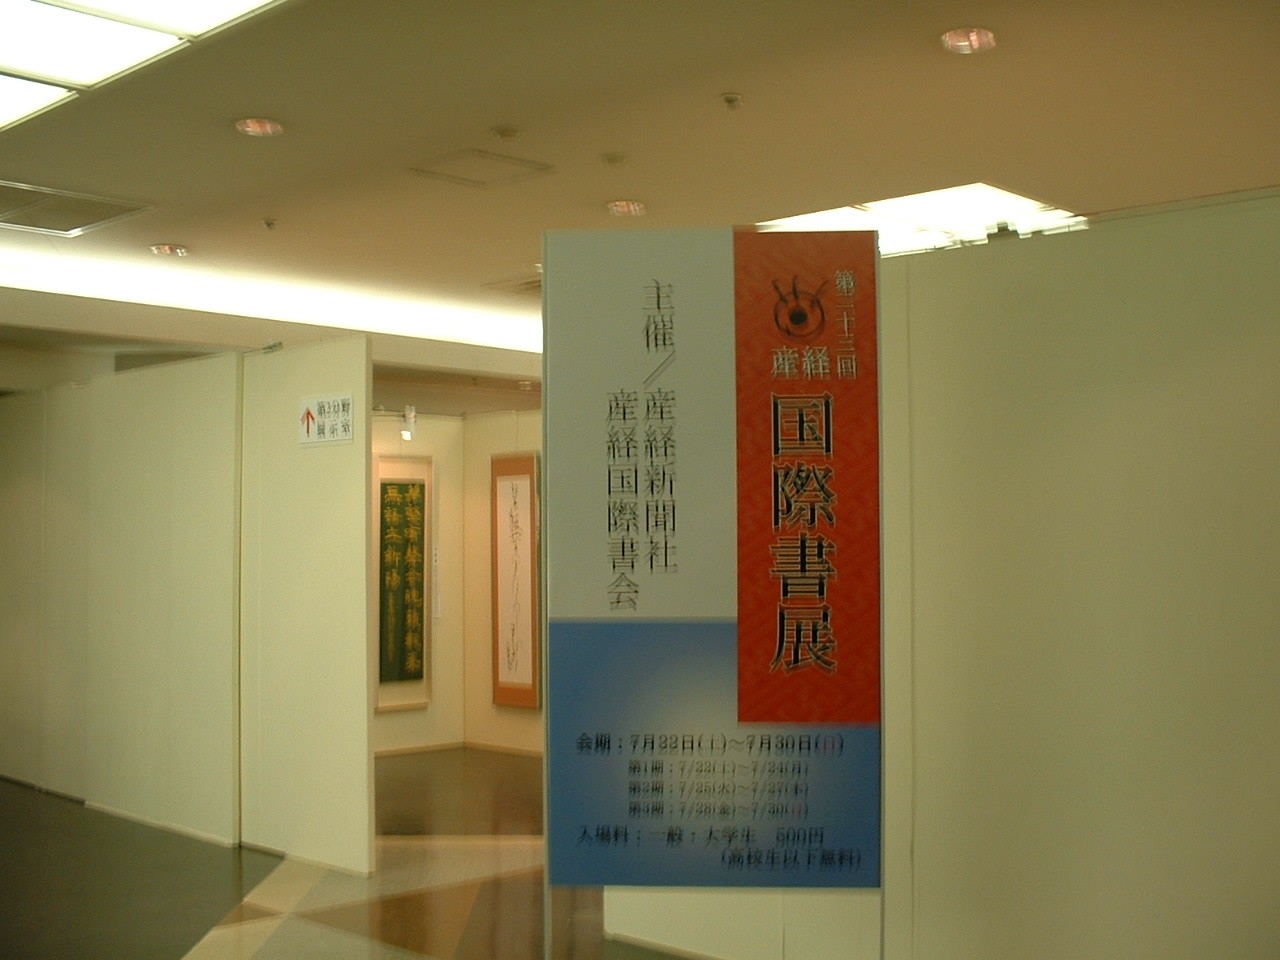 第二十三回
産経
国際書展
主催/産経新聞社
産経国際書会
会期:7月22日(土)~7月30日(日)
第1期:7/22(土)~7/24(月)
第2期:7/25(火)~7/27(木)
第3期:7/28(金)~7/30(日)
入場料:一般・大学生 500円
(高校生以下無料)